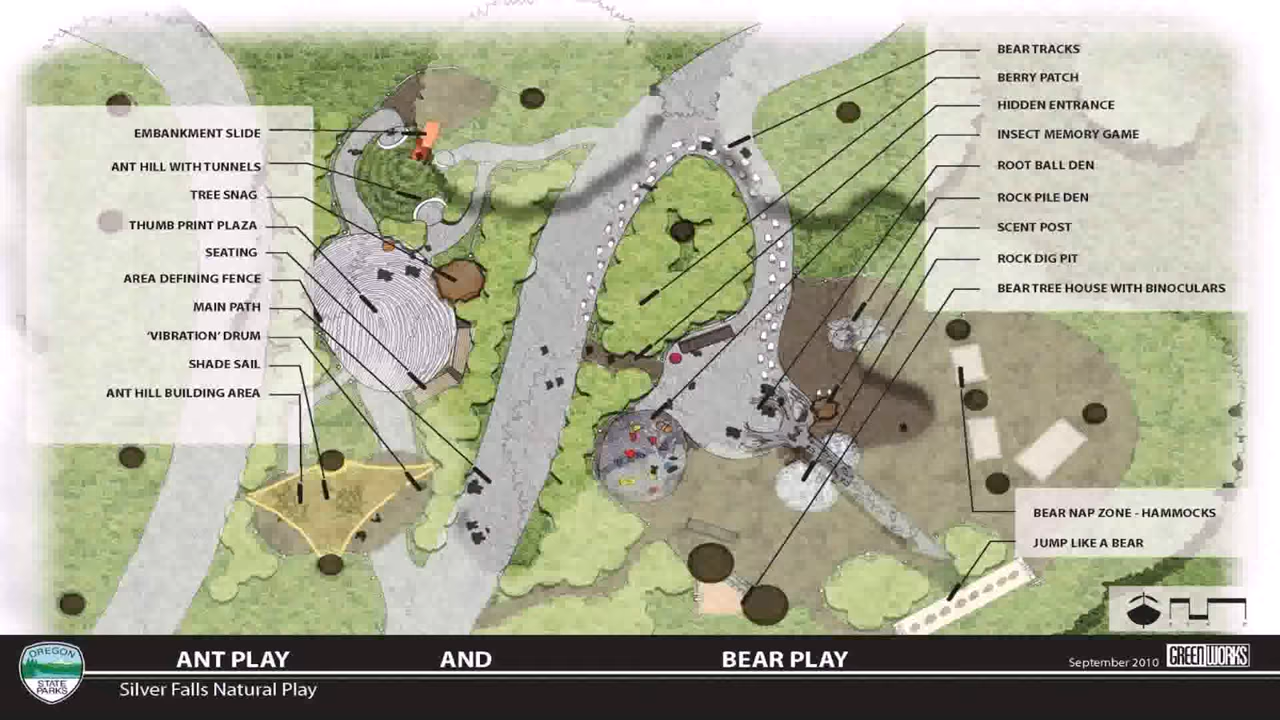 EMBANKMENT SLIDE
ANT HILL WITH TUNNELS
TREE SNAG
THUMB PRINT PLAZA
SEATING
AREA DEFINING FENCE
MAIN PATH
‘VIBRATION’ DRUM
SHADE SAIL
ANT HILL BUILDING AREA
BEAR TRACKS
BERRY PATCH
HIDDEN ENTRANCE
INSECT MEMORY GAME
ROOT BALL DEN
ROCK PILE DEN
SCENT POST
ROCK DIG PIT
BEAR TREE HOUSE WITH BINOCULARS
BEAR NAP ZONE - HAMMOCKS
JUMP LIKE A BEAR
OREGON
STATE
PARKS
ANT PLAY AND BEAR PLAY
Silver Falls Natural Play
September 2010
GREENWORKS